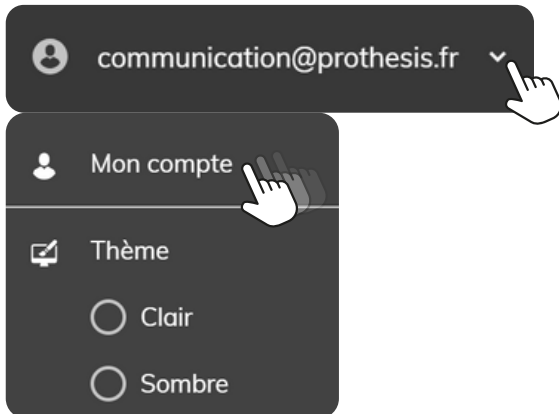 communication@prothesis.fr
Mon compte
Thème
Clair
Sombre